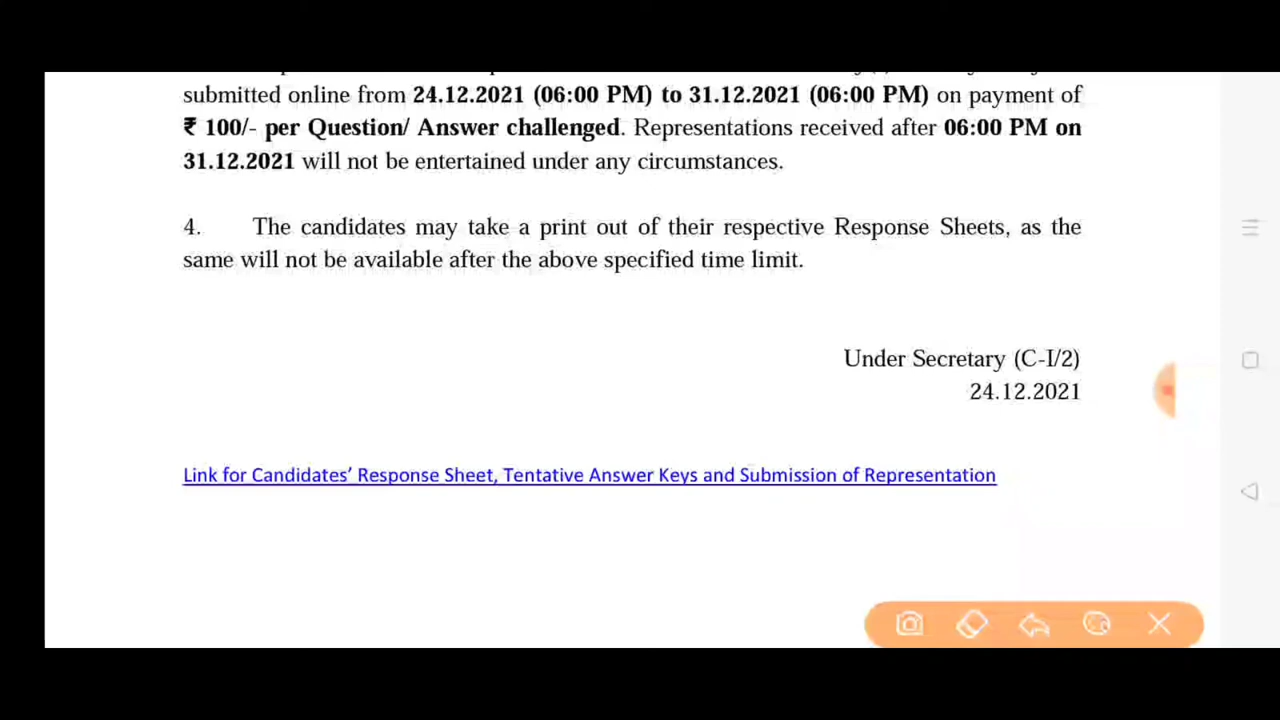 submitted online from 24.12.2021 (06:00 PM) to 31.12.2021 (06:00 PM) on payment of
₹ 100/- per Question/ Answer challenged. Representations received after 06:00 PM on
31.12.2021 will not be entertained under any circumstances.
4. The candidates may take a print out of their respective Response Sheets, as the
same will not be available after the above specified time limit.
Under Secretary (C-I/2)
24.12.2021
Link for Candidates’ Response Sheet, Tentative Answer Keys and Submission of Representation